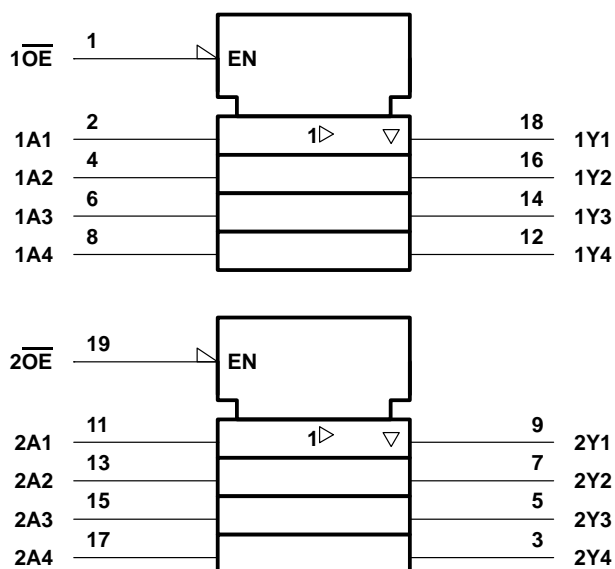 1O̅E̅ 1 EN
1A1 2 1 18 1Y1
1A2 4 16 1Y2
1A3 6 14 1Y3
1A4 8 12 1Y4
2O̅E̅ 19 EN
2A1 11 1 9 2Y1
2A2 13 7 2Y2
2A3 15 5 2Y3
2A4 17 3 2Y4